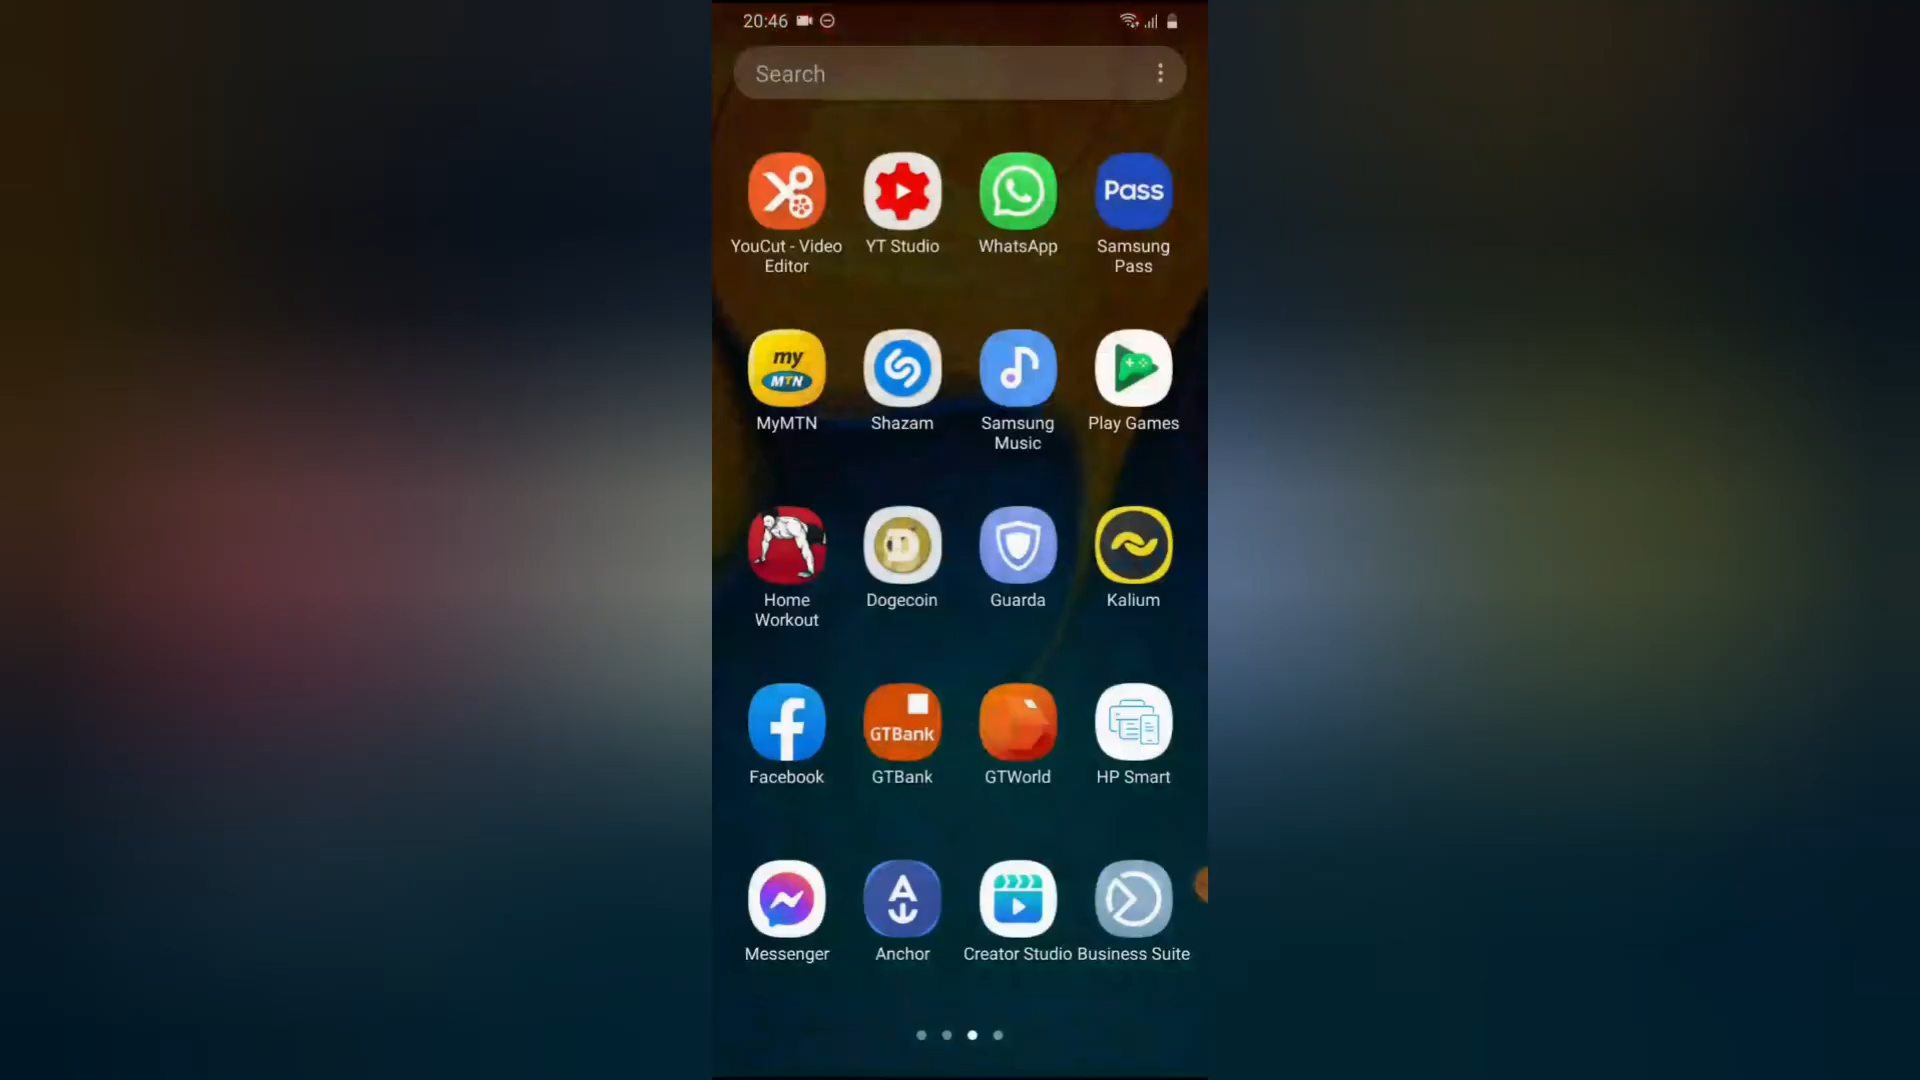 20:46
Search
Pass
YouCut - Video
Editor
YT Studio
WhatsApp
Samsung
Pass
my
MTN
MyMTN
Shazam
Samsung
Music
Play Games
Home
Workout
Dogecoin
Guarda
Kalium
GTBank
Facebook
GTBank
GTWorld
HP Smart
Messenger
Anchor
Creator Studio
Business Suite